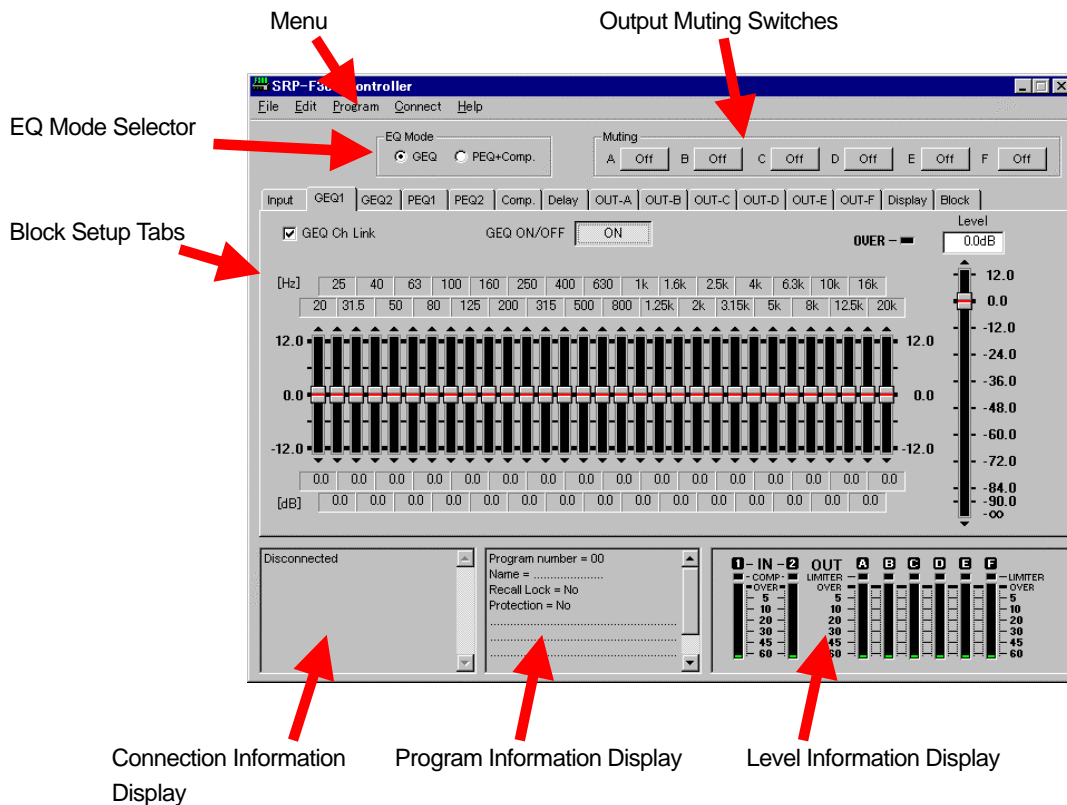 Menu
Output Muting Switches
SRP-F30 Controller
File Edit Program Connect Help
EQ Mode Selector
EQ Mode
GEQ PEQ+Comp.
Muting
A Off B Off C Off D Off E Off F Off
Input GEQ1 GEQ2 PEQ1 PEQ2 Comp. Delay OUT-A OUT-B OUT-C OUT-D OUT-E OUT-F Display Block
Block Setup Tabs
GEQ Ch Link GEQ ON/OFF ON OVER
Level
0.0dB
[Hz] 25 40 63 100 160 250 400 630 1k 1.6k 2.5k 4k 6.3k 10k 16k
20 31.5 50 80 125 200 315 500 800 1.25k 2k 3.15k 5k 8k 12.5k 20k
12.0 12.0
0.0 0.0
-12.0 -12.0
0.0 0.0 0.0 0.0 0.0 0.0 0.0 0.0 0.0 0.0 0.0 0.0 0.0 0.0 0.0 0.0
[dB] 0.0 0.0 0.0 0.0 0.0 0.0 0.0 0.0 0.0 0.0 0.0 0.0 0.0 0.0 0.0
12.0
0.0
-12.0
-24.0
-36.0
-48.0
-60.0
-72.0
-84.0
-90.0
-∞
Disconnected
Program number = 00
Name = ....................
Recall Lock = No
Protection = No
1 - IN - 2 OUT A B C D E F
- COMP - LIMITER LIMITER
OVER OVER OVER
5 5 5
10 10 10
20 20 20
30 30 30
45 45 45
60 60 60
Connection Information
Display
Program Information Display
Level Information Display